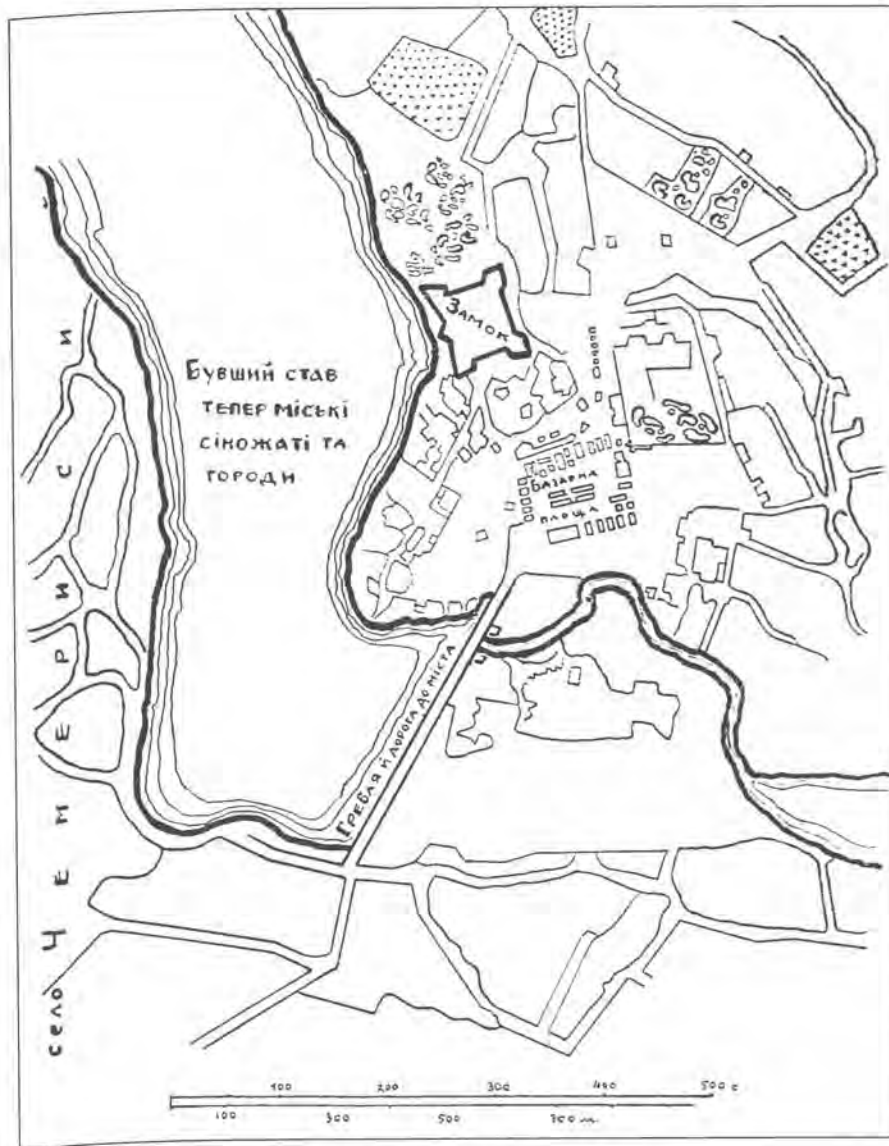 Бувший став
тепер міські
сіножаті та
городи
Замок
Базарна
площа
Гребля й дорога до міста
село Чемериси
100 200 300 400 500 с
100 300 500 750 м.